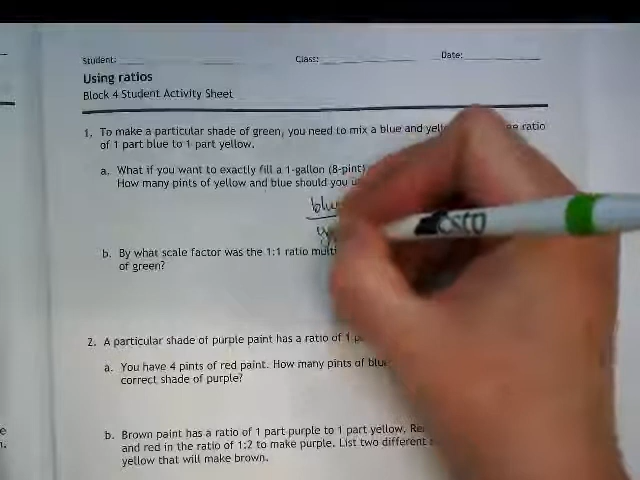 Student:
Class:
Date:
Using ratios
Block 4 Student Activity Sheet
1. To make a particular shade of green, you need to mix a blue and ratio
of 1 part blue to 1 part yellow.
a. What if you want to exactly fill a 1-gallon (8-pint)
How many pints of yellow and blue should you
blu
y
b. By what scale factor was the 1:1 ratio
of green?
2. A particular shade of purple paint has a ratio of 1
a. You have 4 pints of red paint. How many pints of blu
correct shade of purple?
b. Brown paint has a ratio of 1 part purple to 1 part yellow.
and red in the ratio of 1:2 to make purple. List two different
yellow that will make brown.